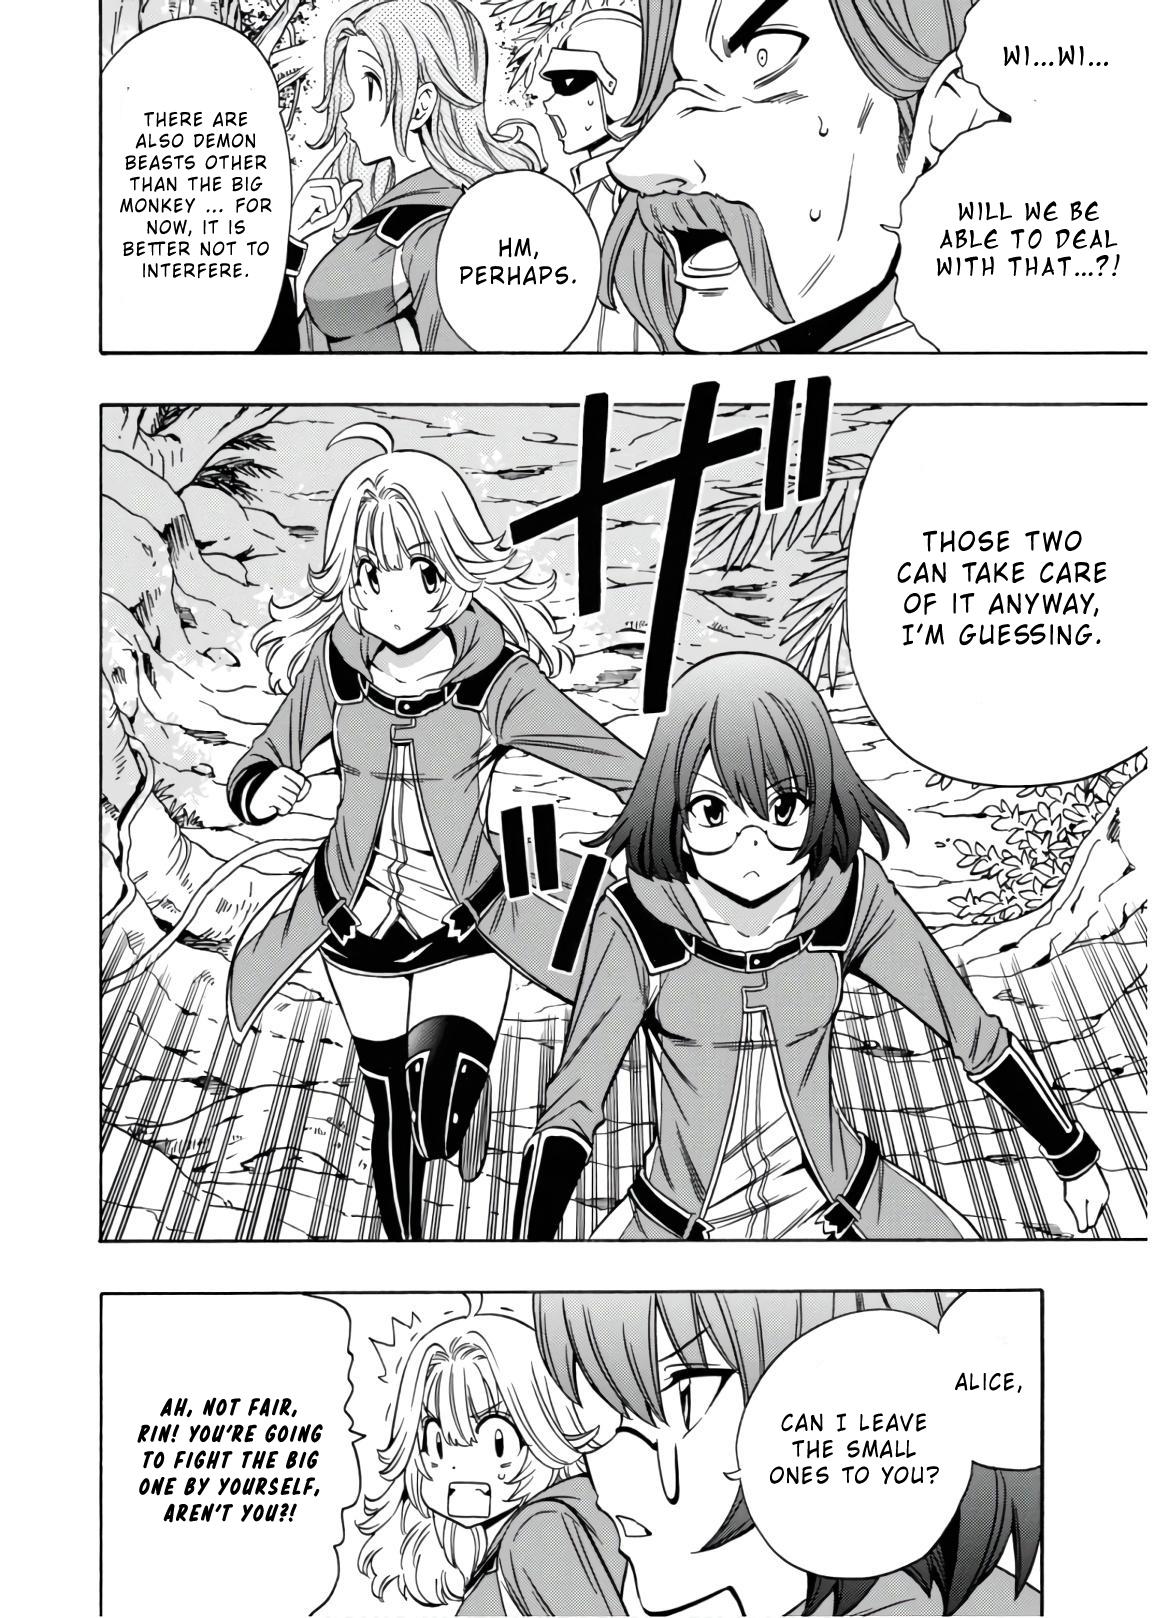 WI...WI...
WILL WE BE
ABLE TO DEAL
WITH THAT...?!
HM,
PERHAPS.
THERE ARE
ALSO DEMON
BEASTS OTHER
THAN THE BIG
MONKEY ... FOR
NOW, IT IS
BETTER NOT TO
INTERFERE.
THOSE TWO
CAN TAKE CARE
OF IT ANYWAY,
I'M GUESSING.
ザッ
ザッ
ALICE,
CAN I LEAVE
THE SMALL
ONES TO YOU?
AH, NOT FAIR,
RIN! YOU'RE GOING
TO FIGHT THE BIG
ONE BY YOURSELF,
AREN'T YOU?!